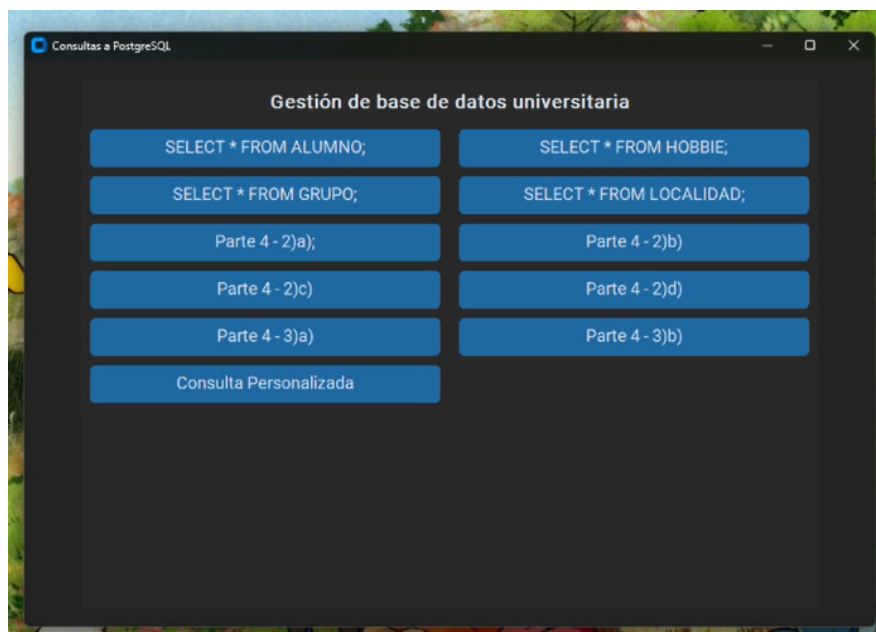 Consultas a PostgreSQL
Gestión de base de datos universitaria
SELECT * FROM ALUMNO;
SELECT * FROM HOBBIE;
SELECT * FROM GRUPO;
SELECT * FROM LOCALIDAD;
Parte 4 - 2)a);
Parte 4 - 2)b)
Parte 4 - 2)c)
Parte 4 - 2)d)
Parte 4 - 3)a)
Parte 4 - 3)b)
Consulta Personalizada